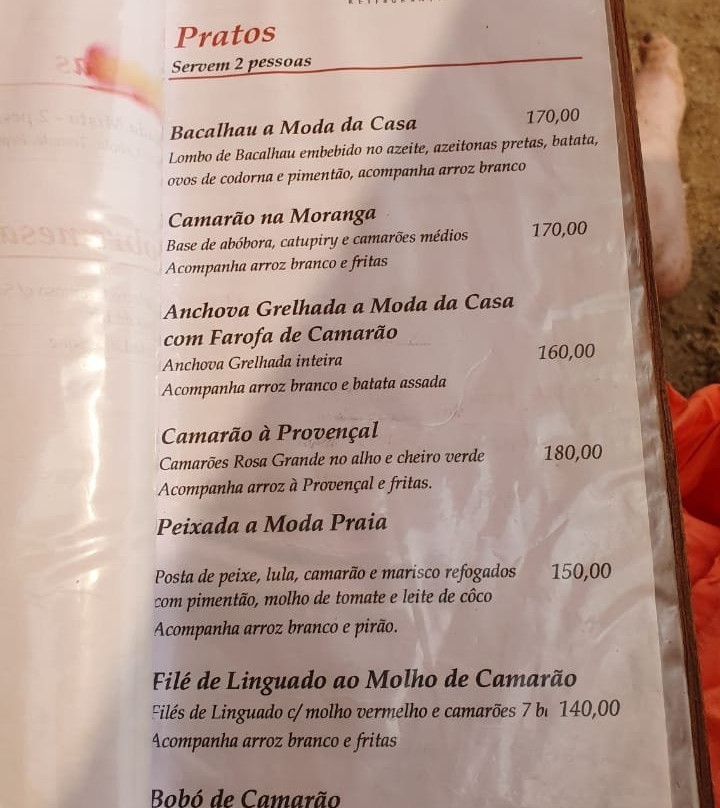 Pratos
Servem 2 pessoas
Bacalhau a Moda da Casa 170,00
Lombo de Bacalhau embebido no azeite, azeitonas pretas, batata,
ovos de codorna e pimentão, acompanha arroz branco
Camarão na Moranga 170,00
Base de abóbora, catupiry e camarões médios
Acompanha arroz branco e fritas
Anchova Grelhada a Moda da Casa
com Farofa de Camarão
Anchova Grelhada inteira 160,00
Acompanha arroz branco e batata assada
Camarão à Provençal
Camarões Rosa Grande no alho e cheiro verde 180,00
Acompanha arroz à Provençal e fritas.
Peixada a Moda Praia
Posta de peixe, lula, camarão e marisco refogados 150,00
com pimentão, molho de tomate e leite de côco
Acompanha arroz branco e pirão.
Filé de Linguado ao Molho de Camarão
Filés de Linguado c/ molho vermelho e camarões 7 b 140,00
Acompanha arroz branco e fritas
Bobó de Camarão